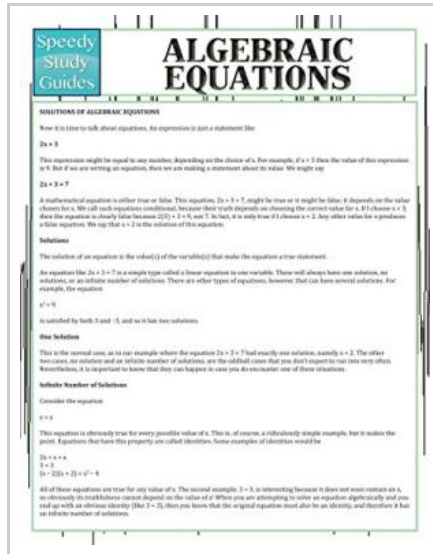 Speedy
Study
Guides
ALGEBRAIC
EQUATIONS
SOLUTIONS OF ALGEBRAIC EQUATIONS
Now it is time to talk about equations. An expression is just a statement like
2x + 3
This expression might be equal to any number, depending on the choice of x. For example, if x = 3 then the value of this expression
is 9. But if we are writing an equation, then we are making a statement about its value. We might say
2x + 3 = 7
A mathematical equation is either true or false. This equation, 2x + 3 = 7, might be true or it might be false; it depends on the value
chosen for x. We call such equations conditional, because their truth depends on choosing the correct value for x. If I choose x = 3,
then the equation is clearly false because 2(3) + 3 = 9, not 7. In fact, it is only true if I choose x = 2. Any other value for x produces
a false equation. We say that x = 2 is the solution of this equation.
Solutions
The solution of an equation is the value(s) of the variable(s) that make the equation a true statement.
An equation like 2x + 3 = 7 is a simple type called a linear equation in one variable. These will always have one solution, no
solutions, or an infinite number of solutions. There are other types of equations, however, that can have several solutions. For
example, the equation
x² = 9
is satisfied by both 3 and -3, and so it has two solutions.
One Solution
This is the normal case, as in our example where the equation 2x + 3 = 7 had exactly one solution, namely x = 2. The other
two cases, no solution and an infinite number of solutions, are the oddball cases that you don't expect to run into very often.
Nevertheless, it is important to know that they can happen in case you do encounter one of these situations.
Infinite Number of Solutions
Consider the equation
x = x
This equation is obviously true for every possible value of x. This is, of course, a ridiculously simple example, but it makes the
point. Equations that have this property are called identities. Some examples of identities would be
2x = x + x
3 = 3
(x - 2)(x + 2) = x² - 4
All of these equations are true for any value of x. The second example, 3 = 3, is interesting because it does not even contain an x,
so obviously its truthfulness cannot depend on the value of x! When you are attempting to solve an equation algebraically and you
end up with an obvious identity (like 3 = 3), then you know that the original equation must also be an identity, and therefore it has
an infinite number of solutions.